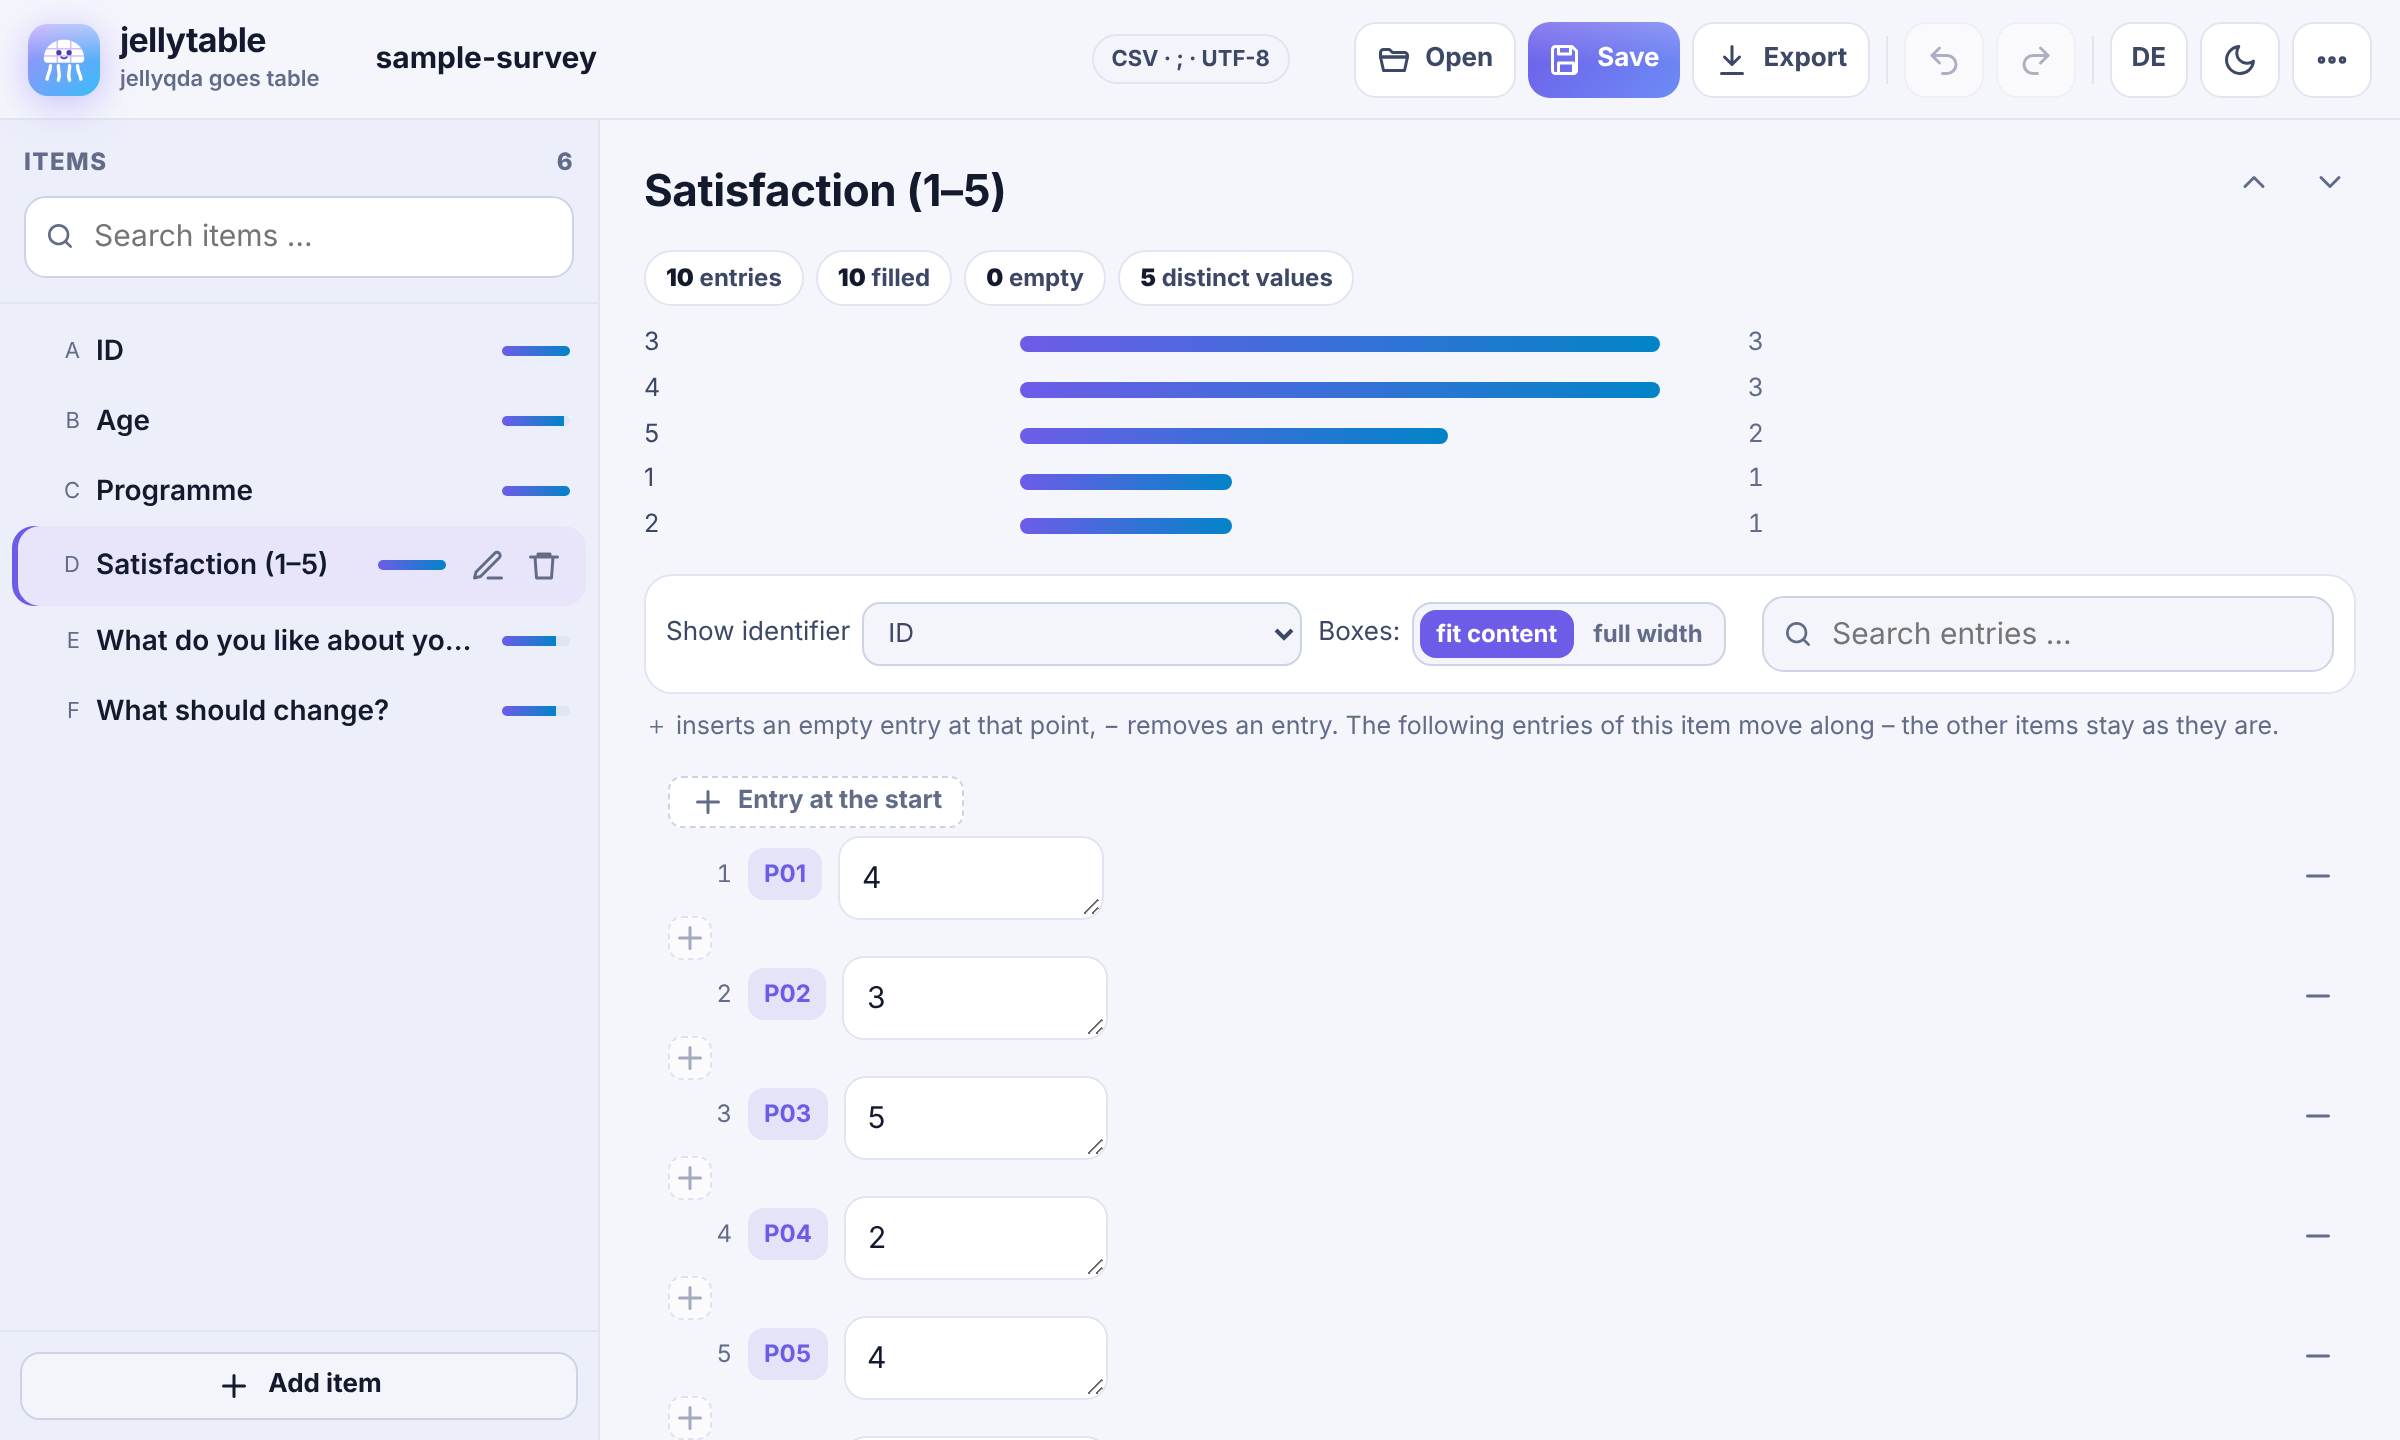 jellytable
jellyqda goes table
sample-survey
CSV · ; · UTF-8
Open
Save
Export
DE
ITEMS 6
Search items ...
A ID
B Age
C Programme
D Satisfaction (1–5)
E What do you like about yo...
F What should change?
Add item
Satisfaction (1–5)
10 entries 10 filled 0 empty 5 distinct values
3 3
4 3
5 2
1 1
2 1
Show identifier ID Boxes: fit content full width Search entries ...
+ inserts an empty entry at that point, – removes an entry. The following entries of this item move along – the other items stay as they are.
Entry at the start
1 P01 4
2 P02 3
3 P03 5
4 P04 2
5 P05 4